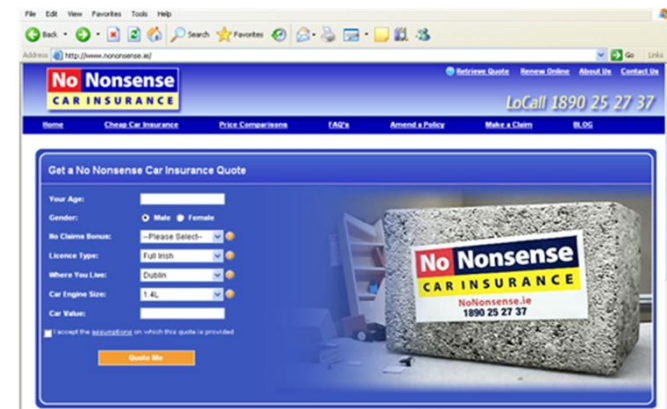 File Edit View Favorites Tools Help
Back Search Favorites
Address http://www.nononsense.ie/ Go Links
No Nonsense
CAR INSURANCE
Retrieve Quote Renew Online About Us Contact Us
LoCall 1890 25 27 37
Home Cheap Car Insurance Price Comparisons FAQ's Amend a Policy Make a Claim BLOG
Get a No Nonsense Car Insurance Quote
Your Age:
Gender: Male Female
No Claims Bonus: --Please Select--
Licence Type: Full Irish
Where You Live: Dublin
Car Engine Size: 1.4L
Car Value:
I accept the assumptions on which this quote is provided
Quote Me
No Nonsense
CAR INSURANCE
NoNonsense.ie
1890 25 27 37